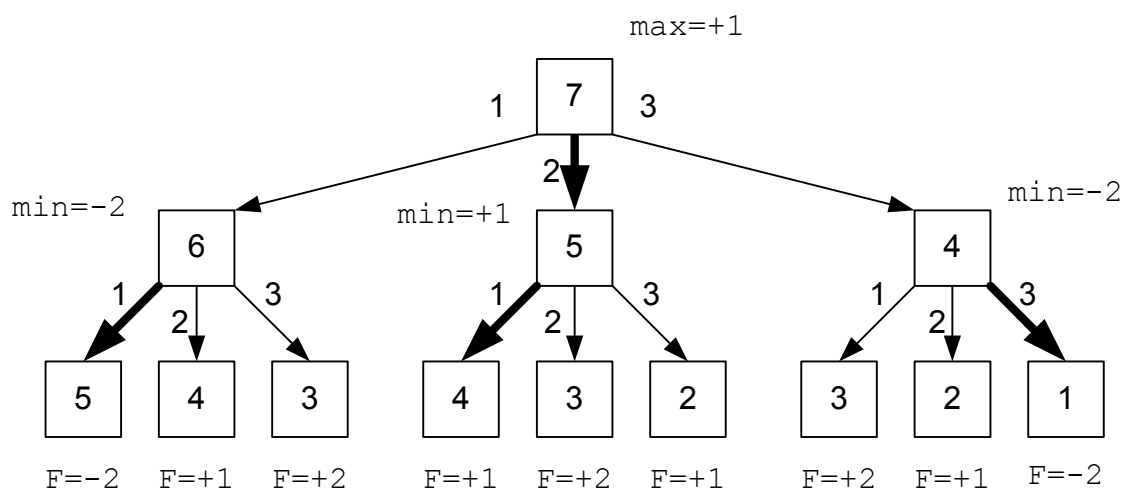 max=+1
7
1 2 3
min=-2 min=+1 min=-2
6 5 4
1 2 3 1 2 3 1 2 3
5 4 3 4 3 2 3 2 1
F=-2 F=+1 F=+2 F=+1 F=+2 F=+1 F=+2 F=+1 F=-2